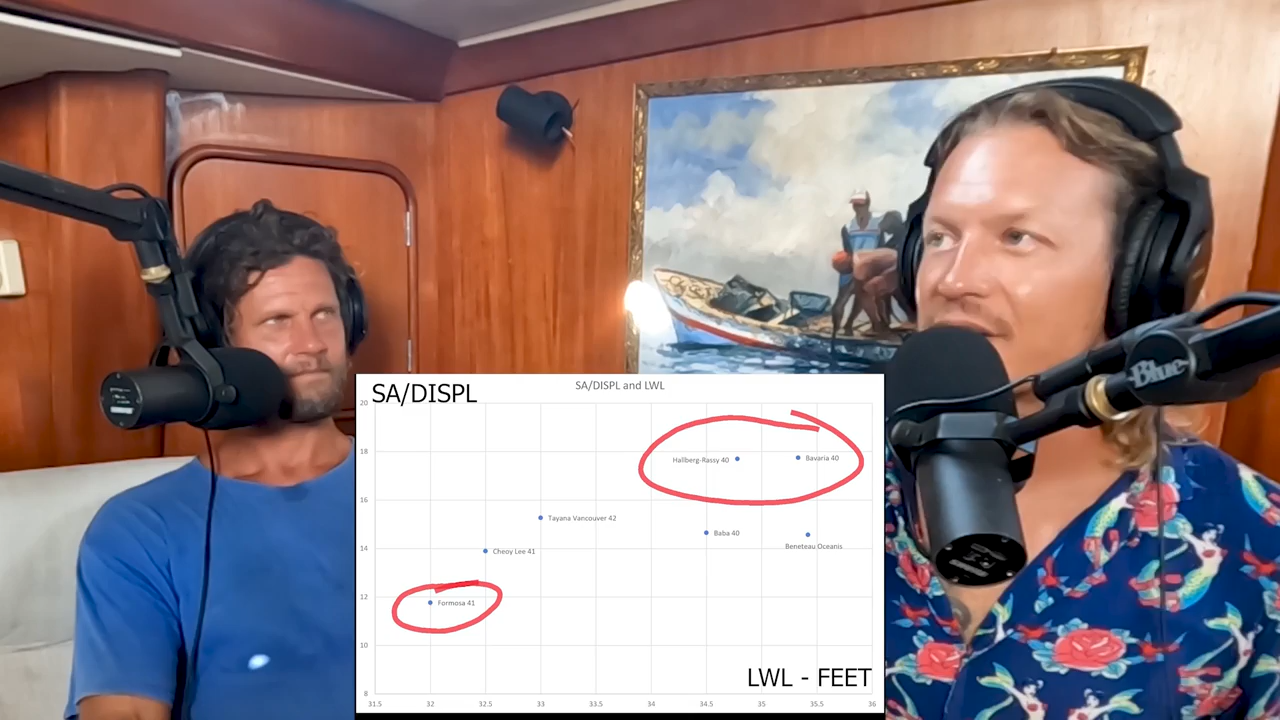 SA/DISPL
SA/DISPL and LWL
20
18
Hallberg-Rassy 40
Bavaria 40
16
Tayana Vancouver 42
Baba 40
Beneteau Oceanis
14
Cheoy Lee 41
12
Formosa 41
10
LWL - FEET
8
31.5 32 32.5 33 33.5 34 34.5 35 35.5 36
Blue